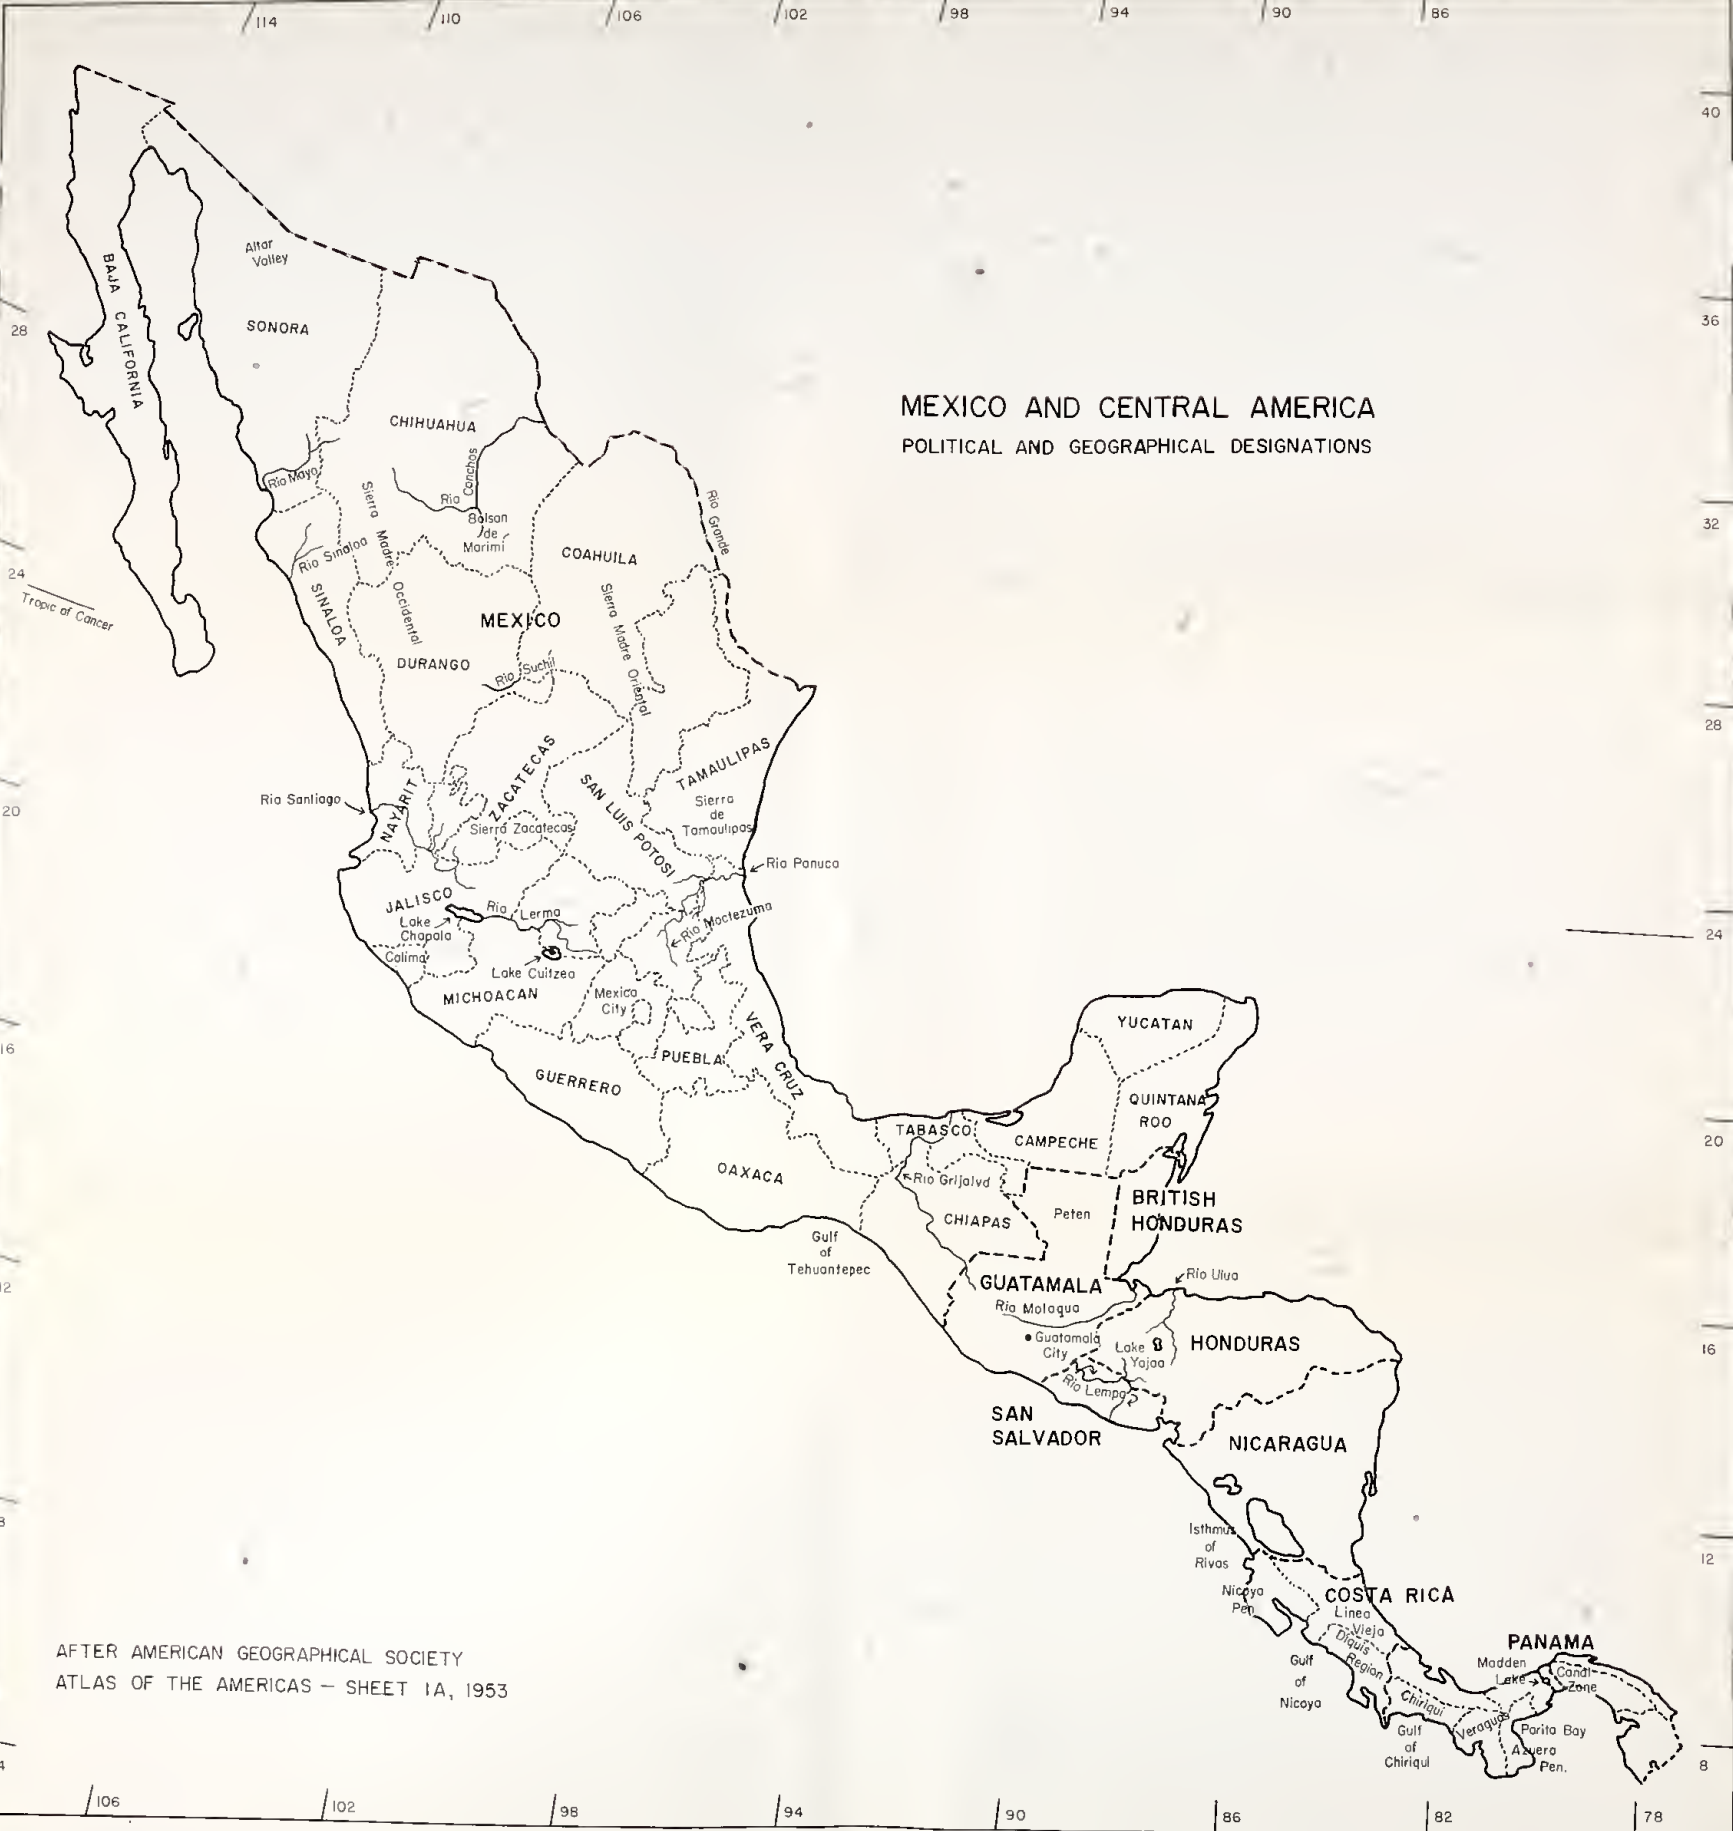 114
110
106
102
98
94
90
86
40
36
32
28
24
20
16
12
8
28
24
Tropic of Cancer
20
16
12
8
4
MEXICO AND CENTRAL AMERICA
POLITICAL AND GEOGRAPHICAL DESIGNATIONS
BAJA CALIFORNIA
Altar
Valley
SONORA
CHIHUAHUA
Rio Mayo
Rio Conchos
Bolson
de
Marimi
Sierra Madre Occidental
Rio Sinaloa
SINALOA
COAHUILA
Rio Grande
MEXICO
Sierra Madre Oriental
DURANGO
Rio Suchil
ZACATECAS
TAMAULIPAS
SAN LUIS POTOSI
Sierra
de
Tamaulipas
Rio Santiago
NAYARIT
Sierra Zacatecas
Rio Panuco
JALISCO
Rio Lerma
Lake
Chapala
Rio Moctezuma
Colima
Lake Cuitzeo
MICHOACAN
Mexico
City
VERA CRUZ
PUEBLA
GUERRERO
OAXACA
Gulf
of
Tehuantepec
YUCATAN
QUINTANA
ROO
TABASCO
CAMPECHE
Rio Grijalva
CHIAPAS
Peten
BRITISH
HONDURAS
GUATAMALA
Rio Ulua
Rio Motagua
Guatamala
City
Lake
Yojoa
HONDURAS
Rio Lempa
SAN
SALVADOR
NICARAGUA
Isthmus
of
Rivas
Nicoya
Pen.
COSTA RICA
Linea
Vieja
Diquis
Region
Gulf
of
Nicoya
PANAMA
Madden
Lake
Canal
Zone
Chiriqui
Veraguas
Parita Bay
Azuero
Pen.
Gulf
of
Chiriqui
AFTER AMERICAN GEOGRAPHICAL SOCIETY
ATLAS OF THE AMERICAS – SHEET 1A, 1953
106
102
98
94
90
86
82
78